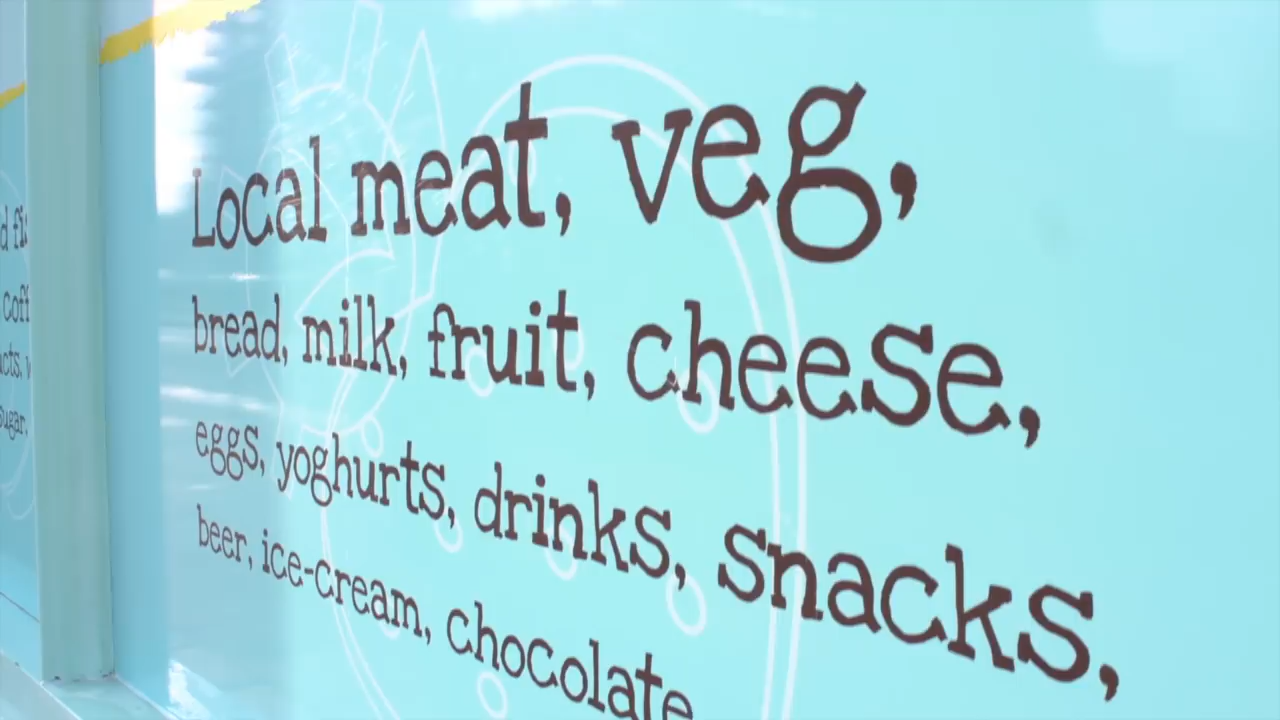 Local meat, veg,
bread, milk, fruit, cheese,
eggs, yoghurts, drinks, snacks,
beer, ice-cream, chocolate